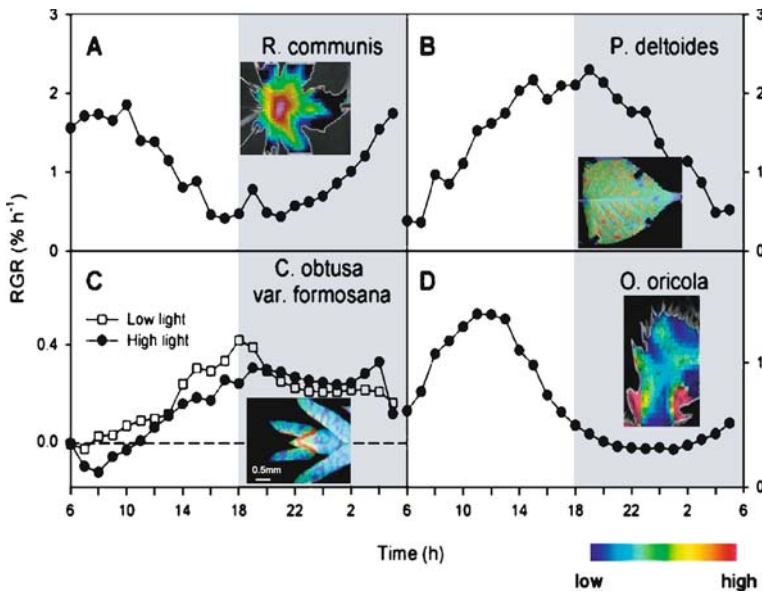 A
R. communis
B
P. deltoides
3
2
1
0
3
2
1
0
RGR (% h⁻¹)
C
C. obtusa
var. formosana
Low light
High light
0.4
0.0
0.5mm
D
O. oricola
2
1
0
6 10 14 18 22 2 6 10 14 18 22 2 6
Time (h)
low high